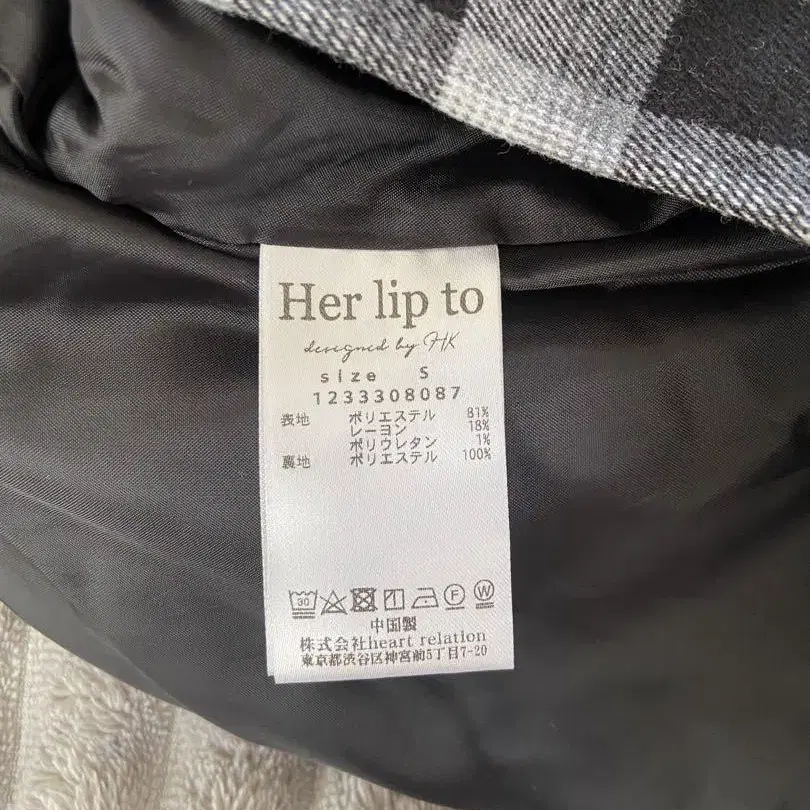 Her lip to
designed by HK
size S
1233308087
表地 ポリエステル 81%
レーヨン 18%
ポリウレタン 1%
裏地 ポリエステル 100%
30 F W
中国製
株式会社heart relation
東京都渋谷区神宮前5丁目7-20